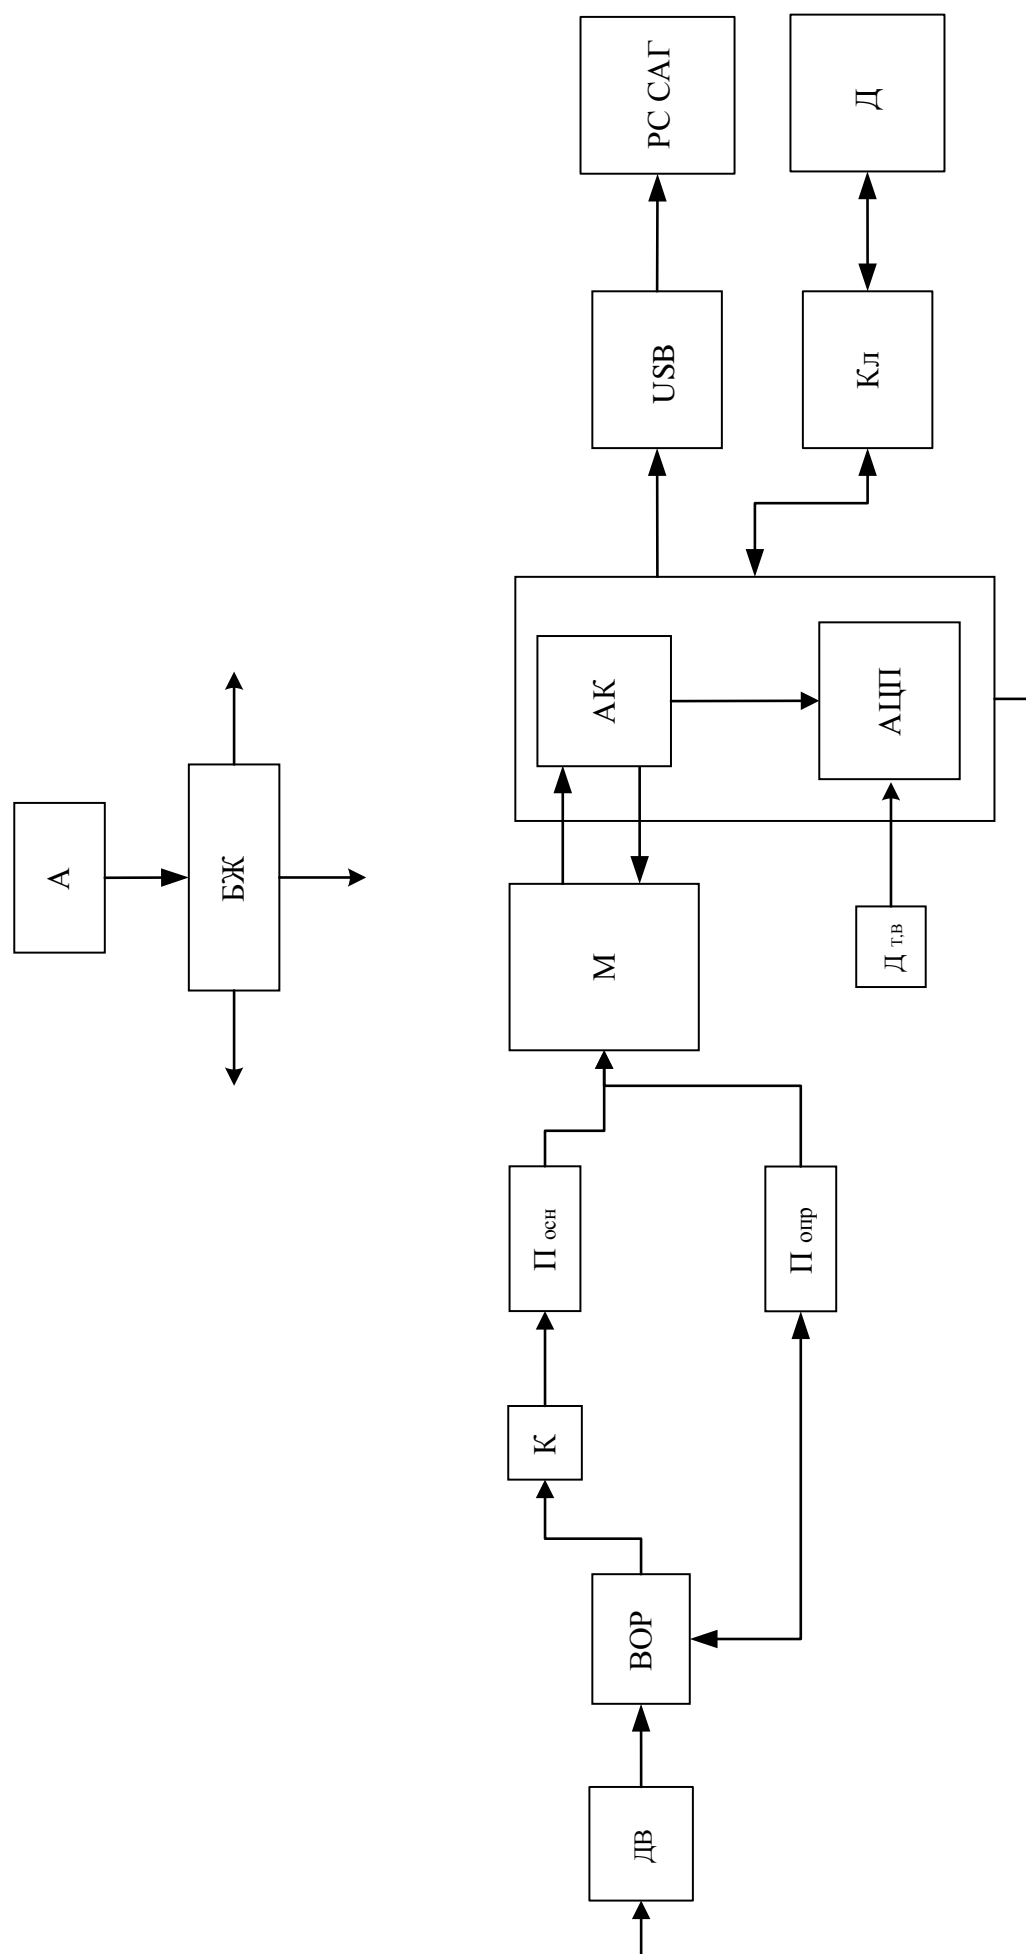 А
БЖ
ДВ
ВОР
К
П осн
П опр
М
Д Т,В
АК
АЦП
USB
Кл
РС САГ
Д